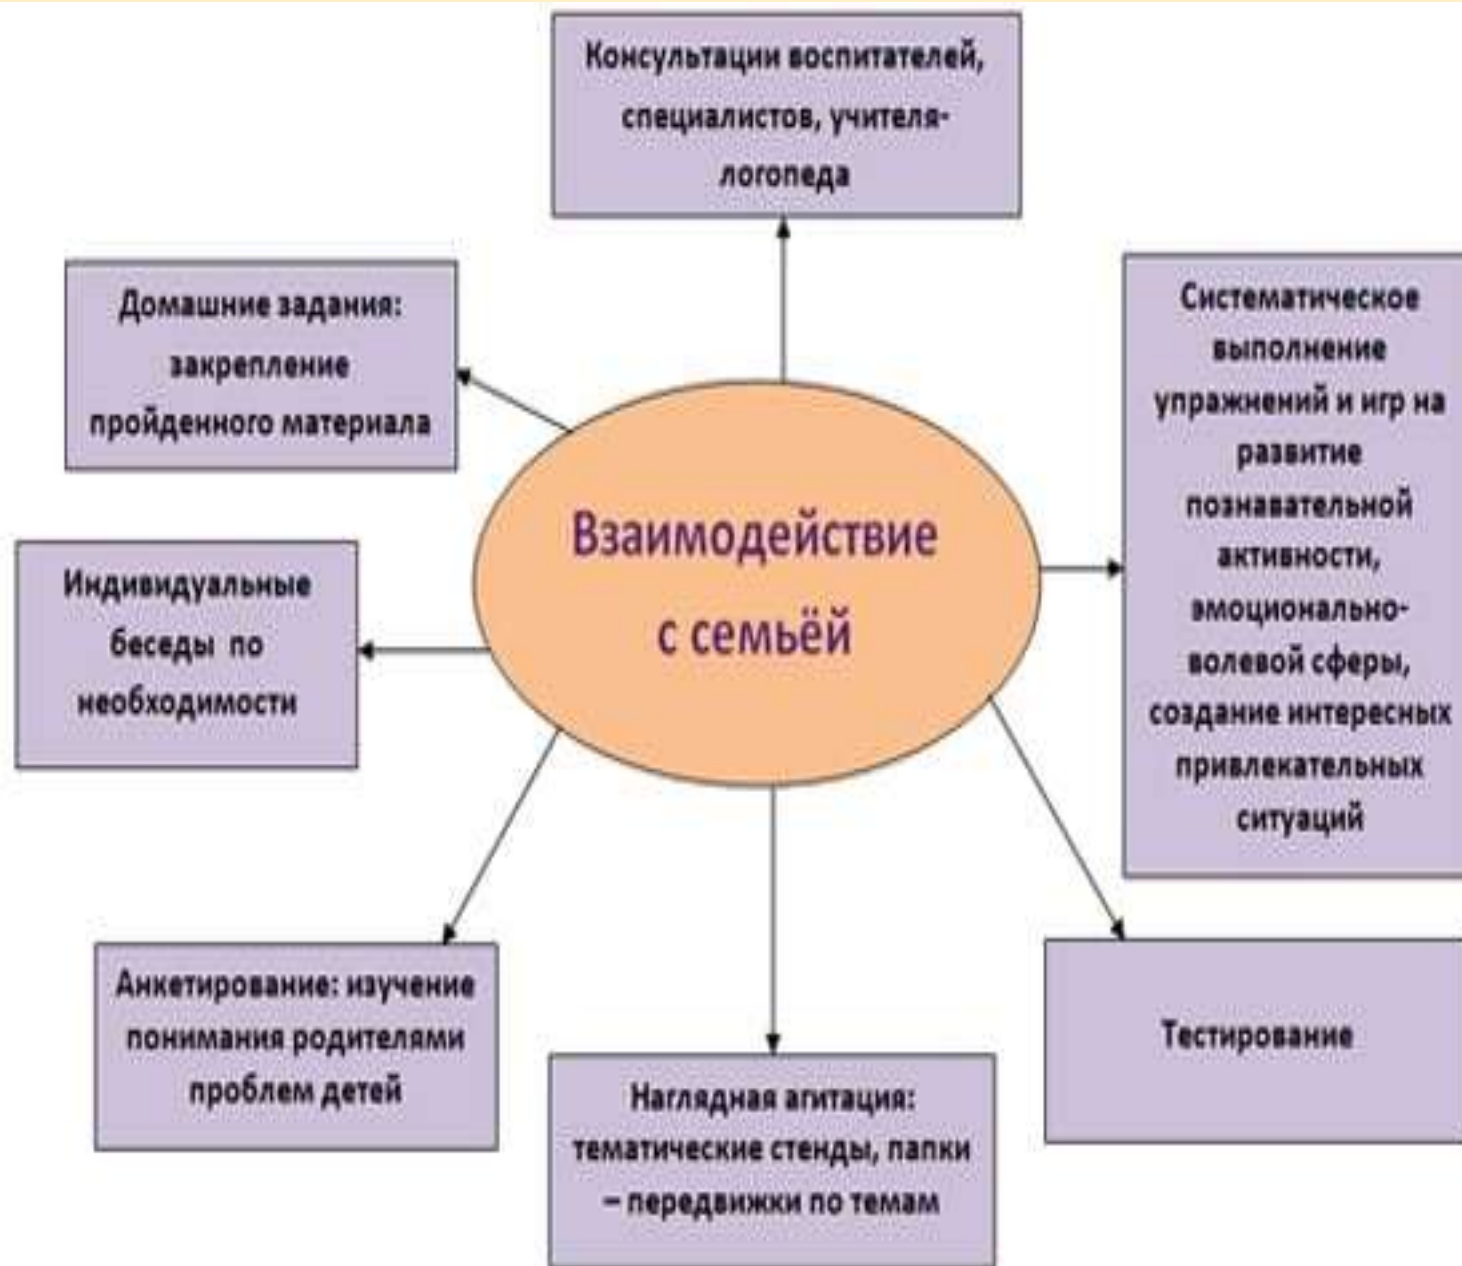 Консультации воспитателей,
специалистов, учителя-
логопеда
Домашние задания:
закрепление
пройденного материала
Систематическое
выполнение
упражнений и игр на
развитие
познавательной
активности,
эмоционально-
волевой сферы,
создание интересных
привлекательных
ситуаций
Взаимодействие
с семьёй
Индивидуальные
беседы по
необходимости
Анкетирование: изучение
понимания родителями
проблем детей
Наглядная агитация:
тематические стенды, папки
– передвижки по темам
Тестирование